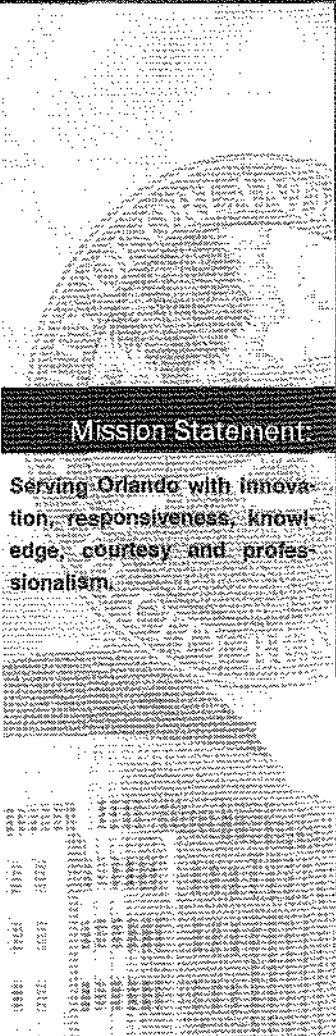 Mission Statement:
Serving Orlando with innova-
tion, responsiveness, knowl-
edge, courtesy and profes-
sionalism.